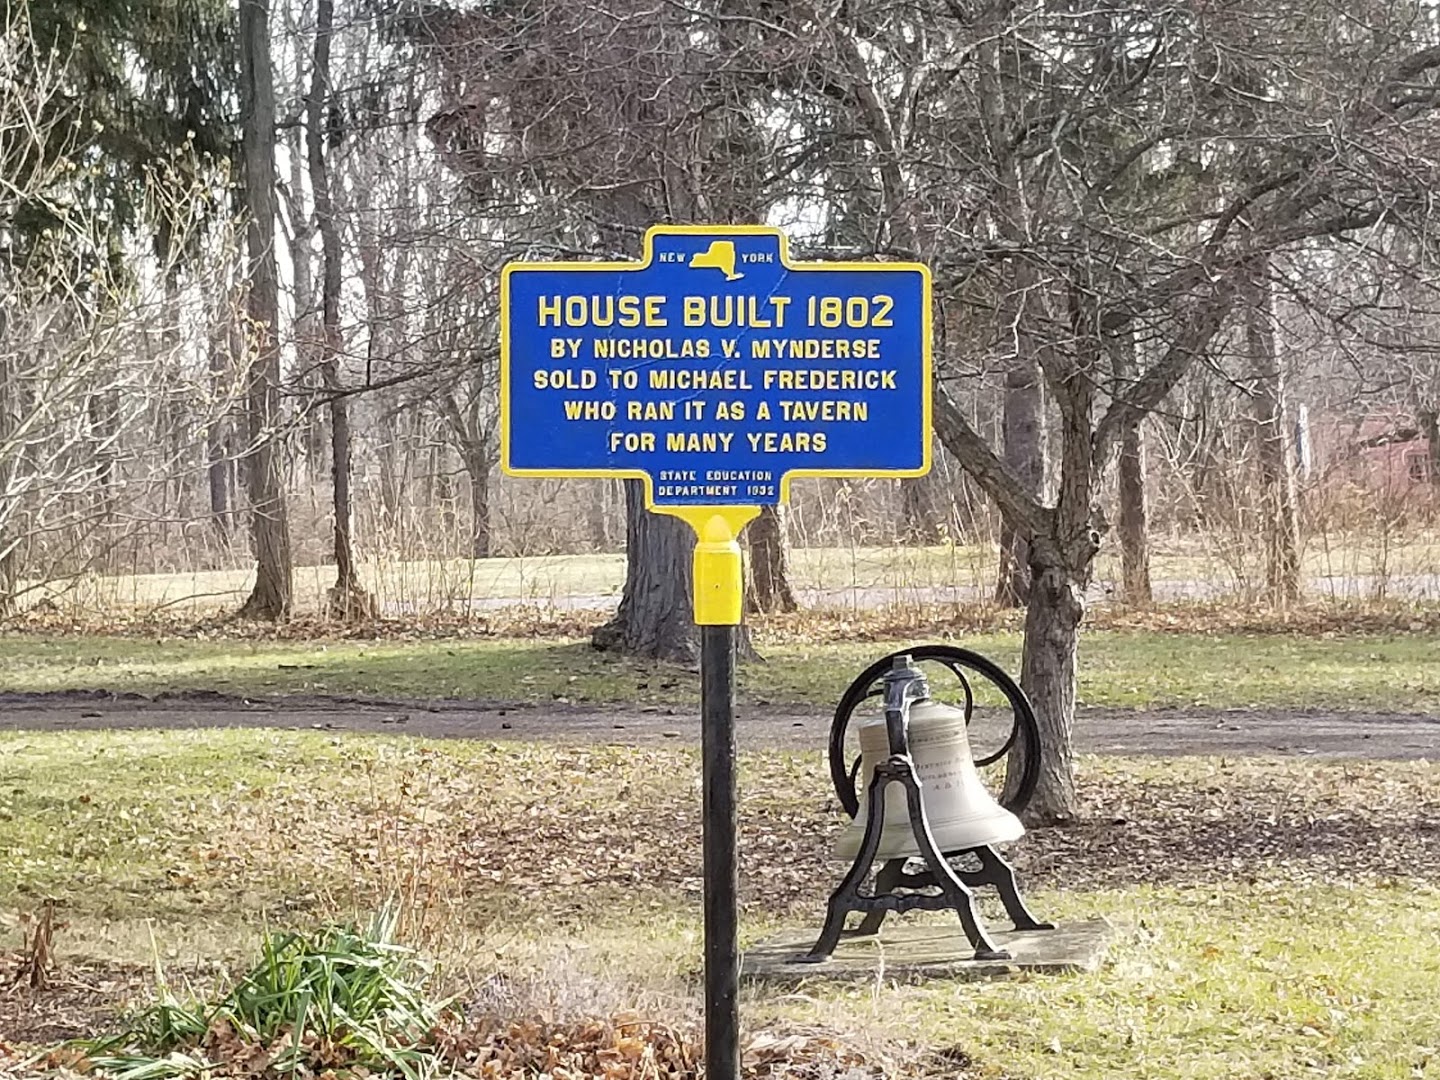 NEW YORK
HOUSE BUILT 1802
BY NICHOLAS V. MYNDERSE
SOLD TO MICHAEL FREDERICK
WHO RAN IT AS A TAVERN
FOR MANY YEARS
STATE EDUCATION
DEPARTMENT 1932